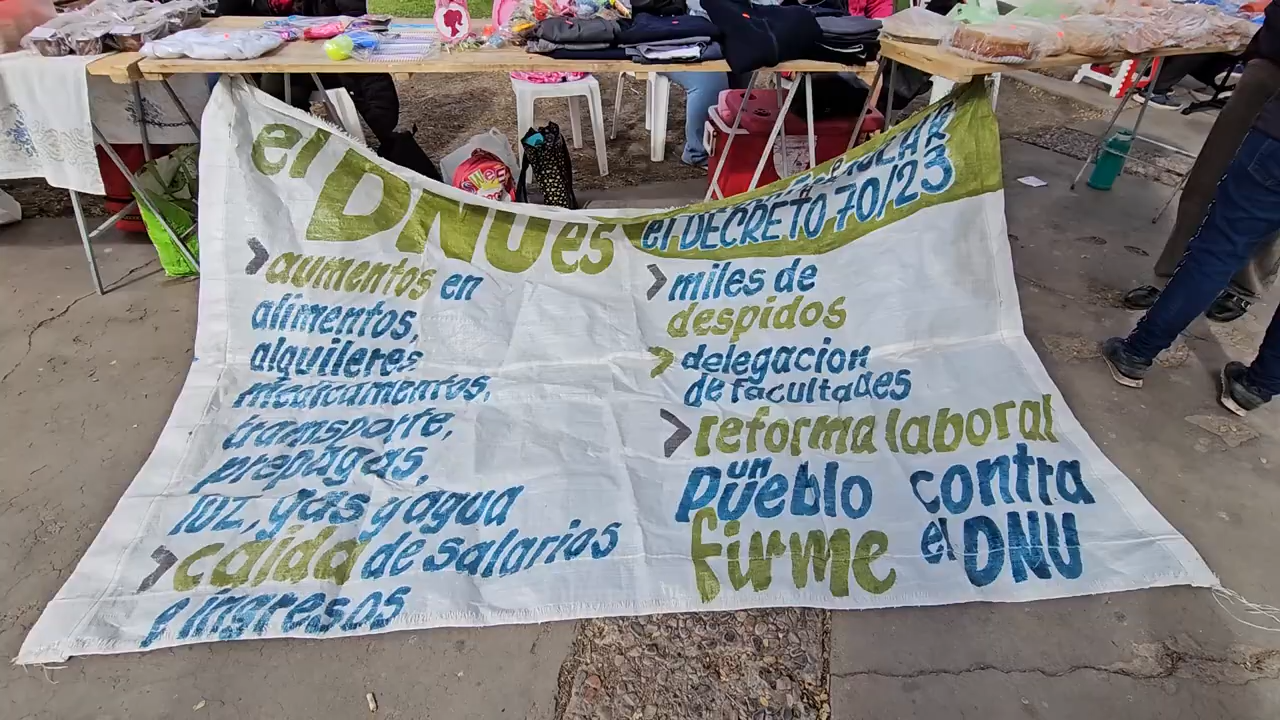 el DNU es
> aumentos en
alimentos,
alquileres
medicamentos,
transporte,
prepagas,
luz, gas y agua
> caída de salarios
e ingresos
el DECRETO 70/23
> miles de
despidos
> delegacion
de facultades
> reforma laboral
un
pueblo contra
firme el DNU